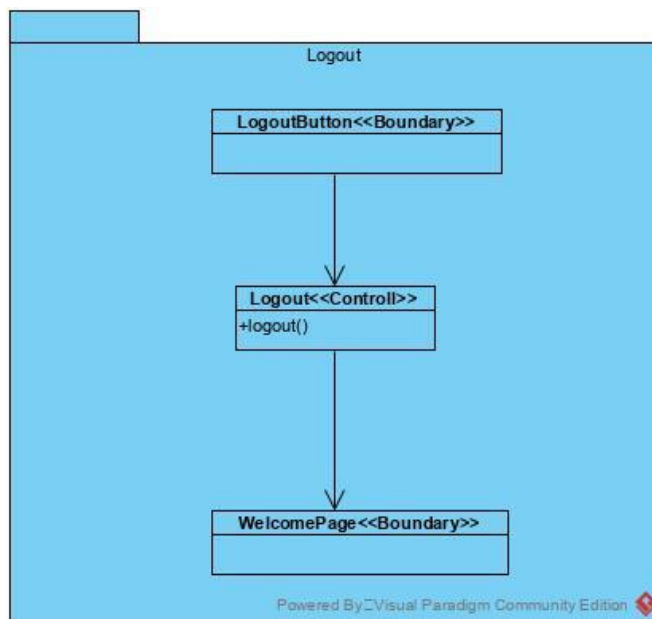 Logout
LogoutButton<<Boundary>>
Logout<<Controll>>
+logout()
WelcomePage<<Boundary>>
Powered By Visual Paradigm Community Edition